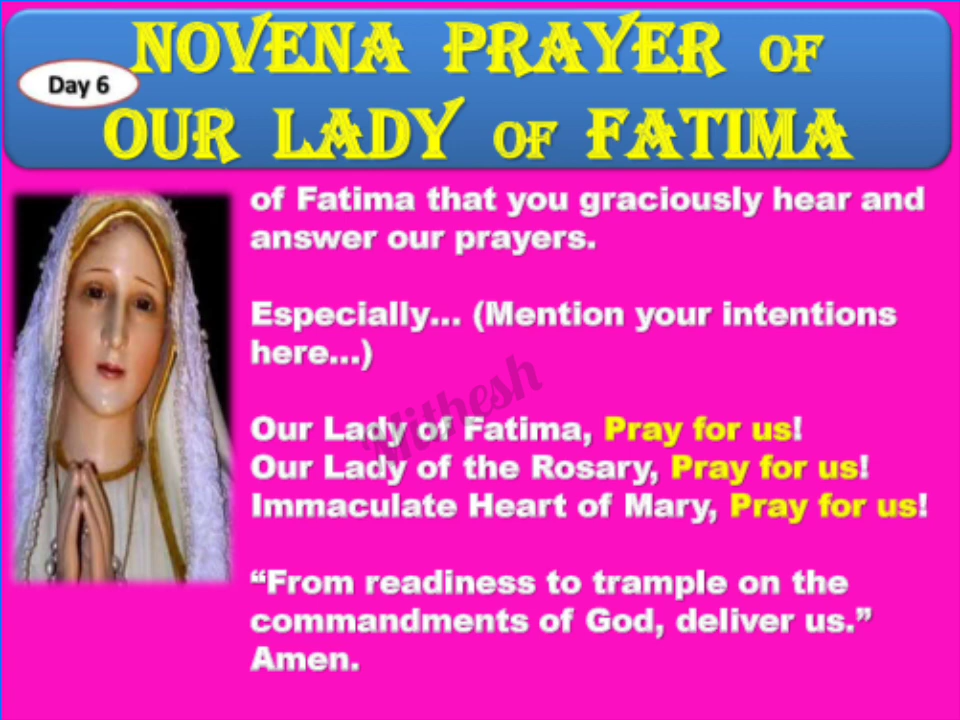 NOVENA PRAYER OF
Day 6
OUR LADY OF FATIMA
of Fatima that you graciously hear and
answer our prayers.
Especially... (Mention your intentions
here...)
Our Lady of Fatima, Pray for us!
Our Lady of the Rosary, Pray for us!
Immaculate Heart of Mary, Pray for us!
“From readiness to trample on the
commandments of God, deliver us.”
Amen.